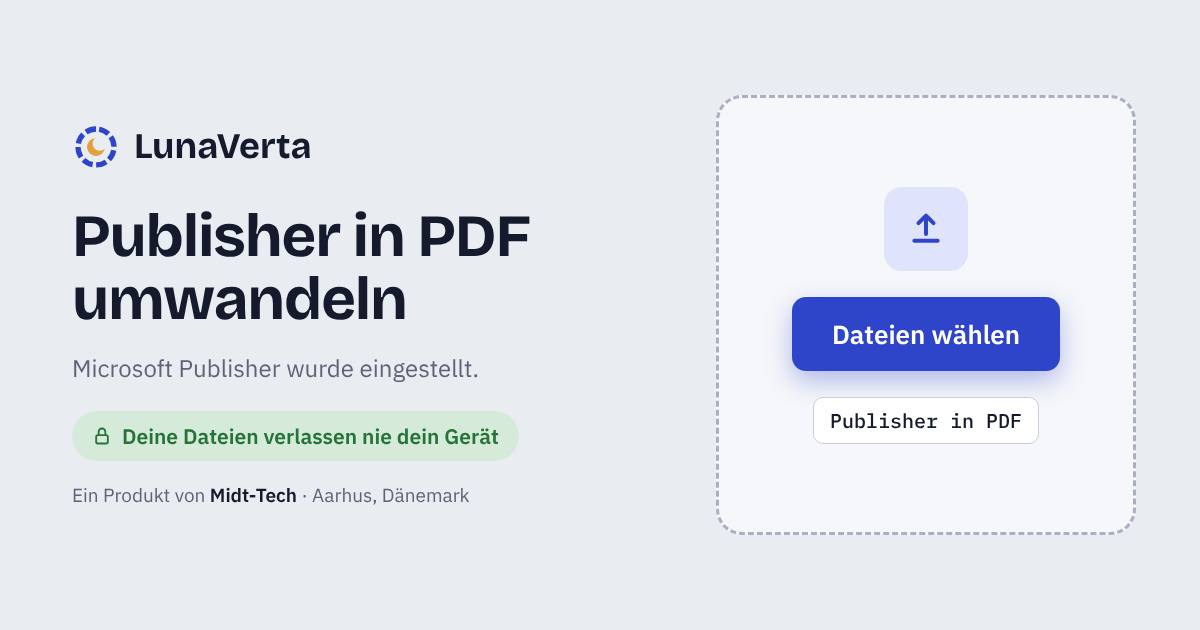 LunaVerta
Publisher in PDF
umwandeln
Microsoft Publisher wurde eingestellt.
Deine Dateien verlassen nie dein Gerät
Ein Produkt von Midt-Tech · Aarhus, Dänemark
Dateien wählen
Publisher in PDF